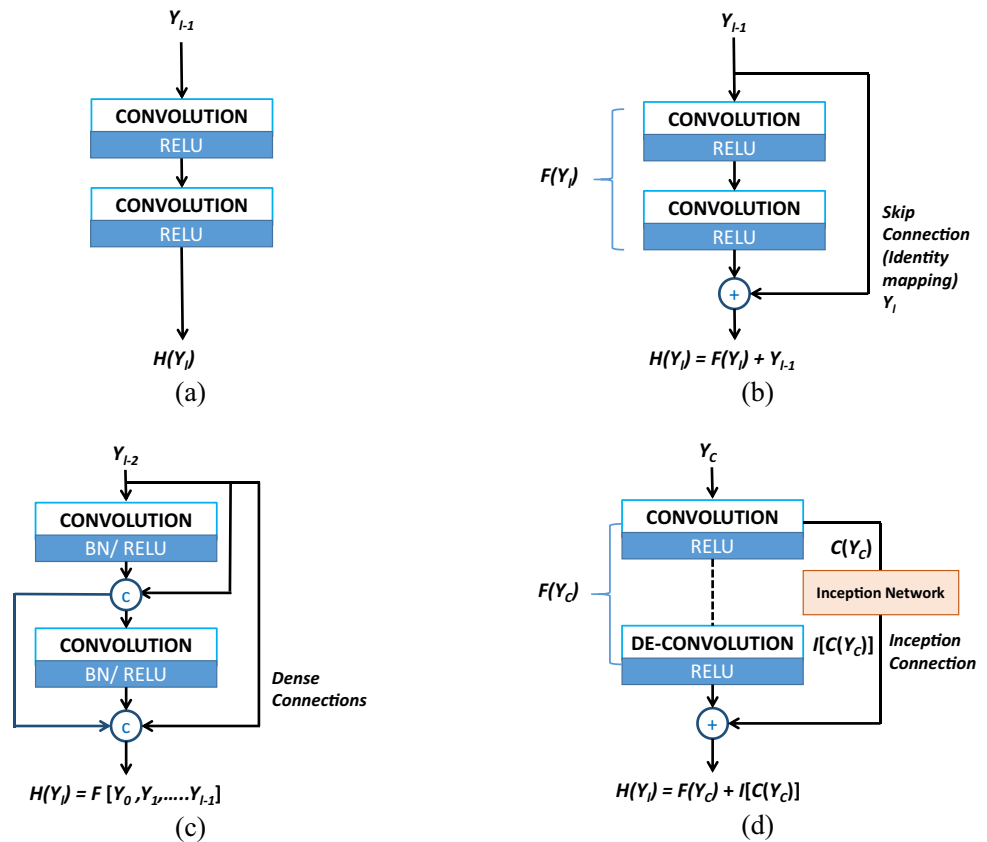 Y_{l-1}
CONVOLUTION
RELU
CONVOLUTION
RELU
H(Y_l)
(a)
Y_{l-1}
CONVOLUTION
RELU
F(Y_l)
CONVOLUTION
RELU
Skip
Connection
(Identity
mapping)
Y_l
+
H(Y_l) = F(Y_l) + Y_{l-1}
(b)
Y_{l-2}
CONVOLUTION
BN/ RELU
c
CONVOLUTION
BN/ RELU
Dense
Connections
c
H(Y_l) = F [Y_0 ,Y_1,.....Y_{l-1}]
(c)
Y_C
CONVOLUTION
RELU
C(Y_C)
F(Y_C)
Inception Network
DE-CONVOLUTION
RELU
I[C(Y_C)]
Inception
Connection
+
H(Y_l) = F(Y_C) + I[C(Y_C)]
(d)